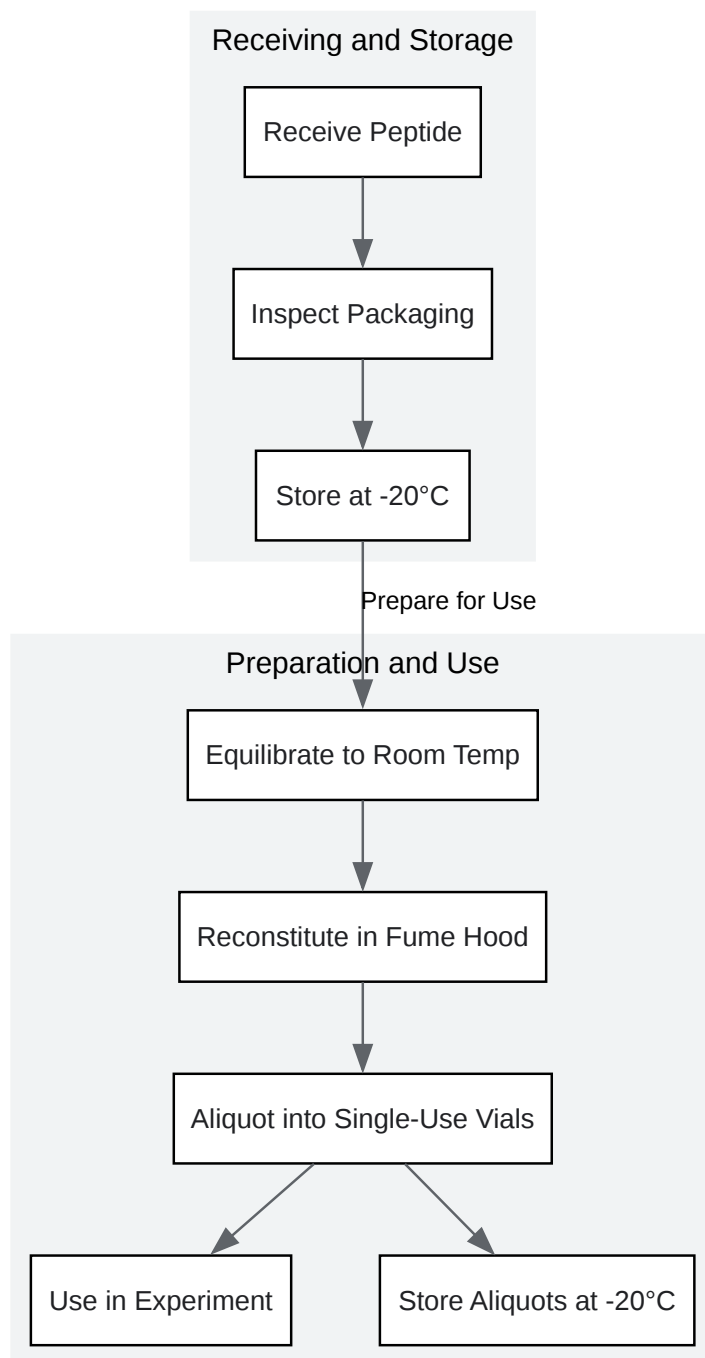 Receiving and Storage
Receive Peptide
Inspect Packaging
Store at -20°C
Prepare for Use
Preparation and Use
Equilibrate to Room Temp
Reconstitute in Fume Hood
Aliquot into Single-Use Vials
Use in Experiment
Store Aliquots at -20°C